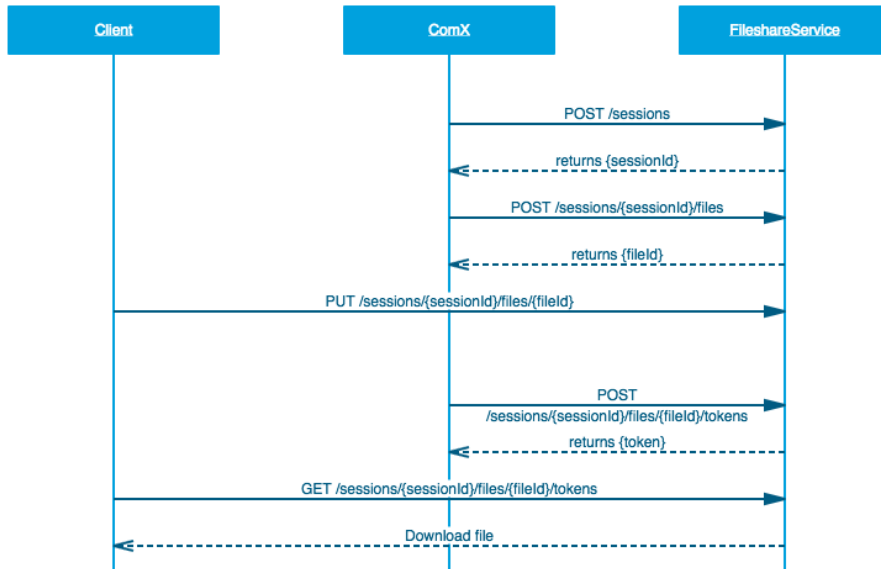 Client
ComX
FileshareService
POST /sessions
returns {sessionId}
POST /sessions/{sessionId}/files
returns {fileId}
PUT /sessions/{sessionId}/files/{fileId}
POST
/sessions/{sessionId}/files/{fileId}/tokens
returns {token}
GET /sessions/{sessionId}/files/{fileId}/tokens
Download file